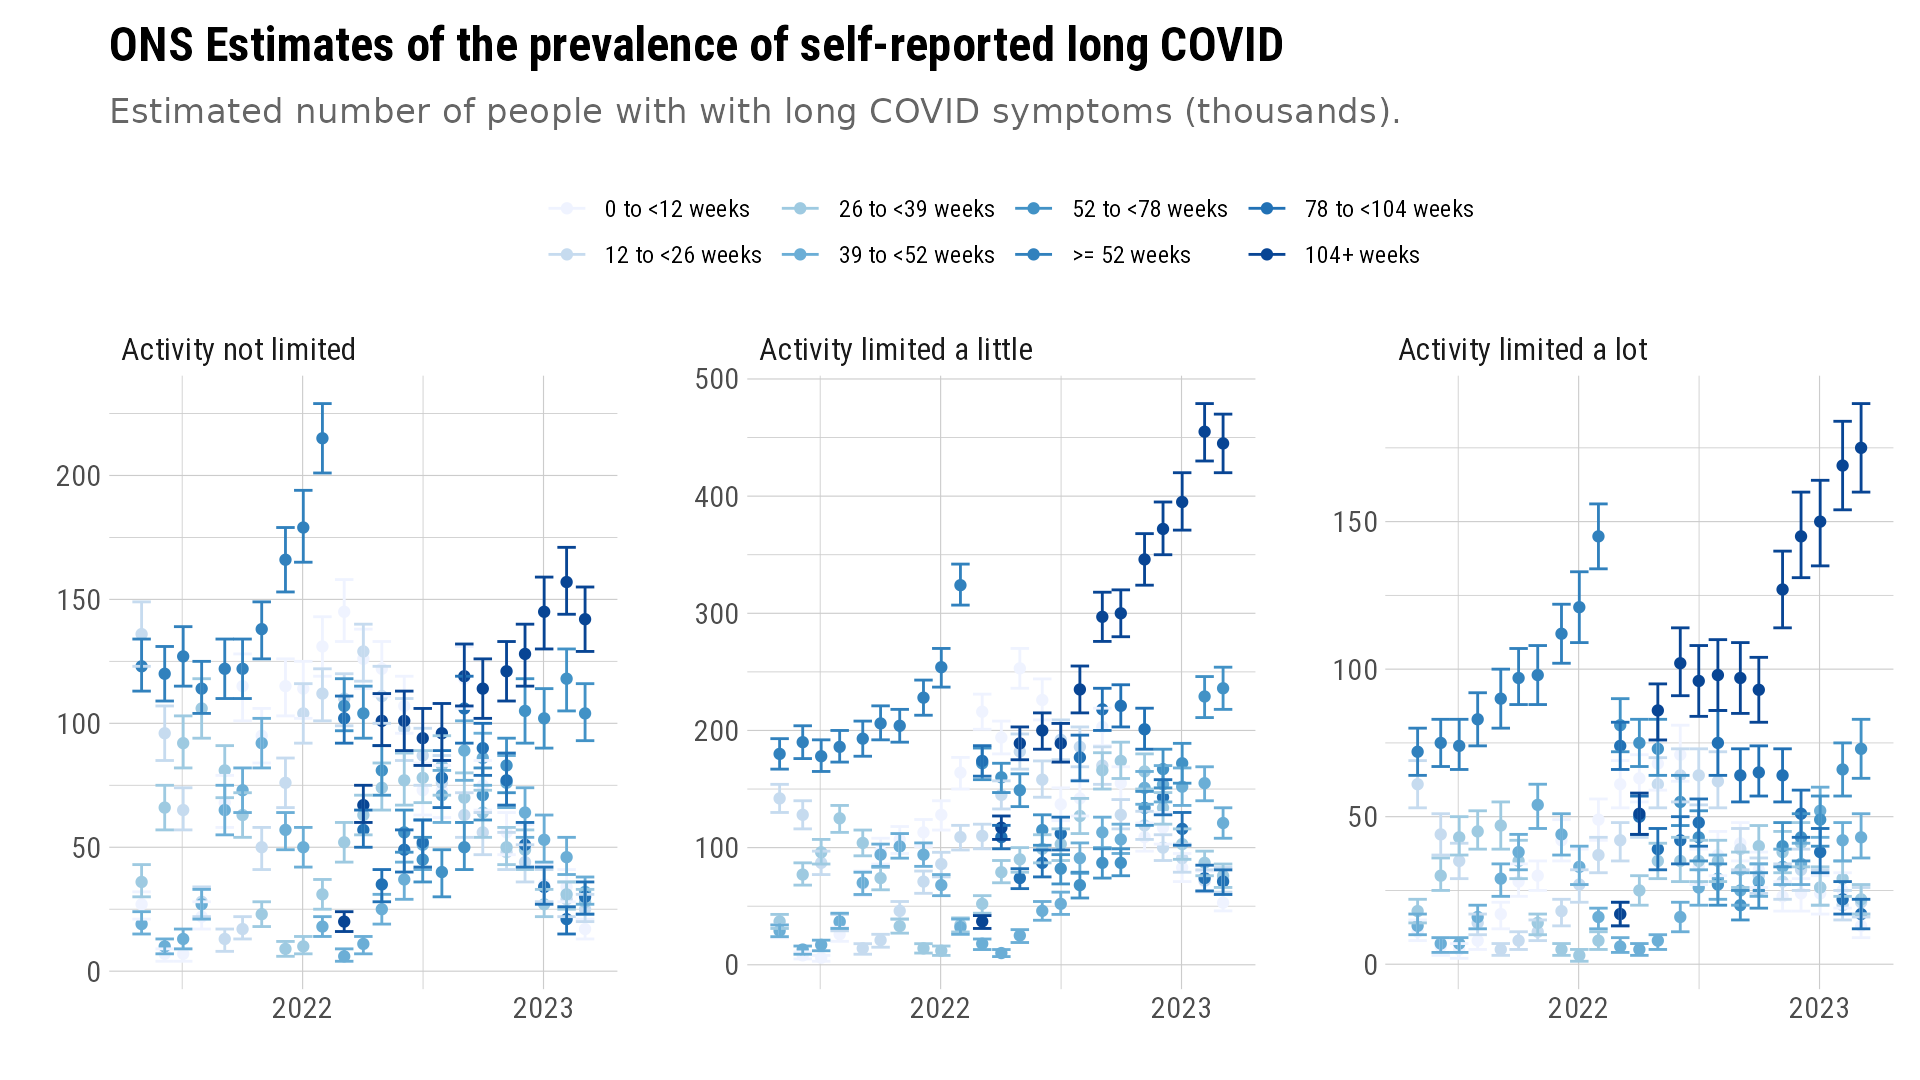 ONS Estimates of the prevalence of self-reported long COVID
Estimated number of people with with long COVID symptoms (thousands).
0 to <12 weeks 26 to <39 weeks 52 to <78 weeks 78 to <104 weeks
12 to <26 weeks 39 to <52 weeks >= 52 weeks 104+ weeks
Activity not limited
200
150
100
50
0
2022 2023
Activity limited a little
500
400
300
200
100
0
2022 2023
Activity limited a lot
150
100
50
0
2022 2023